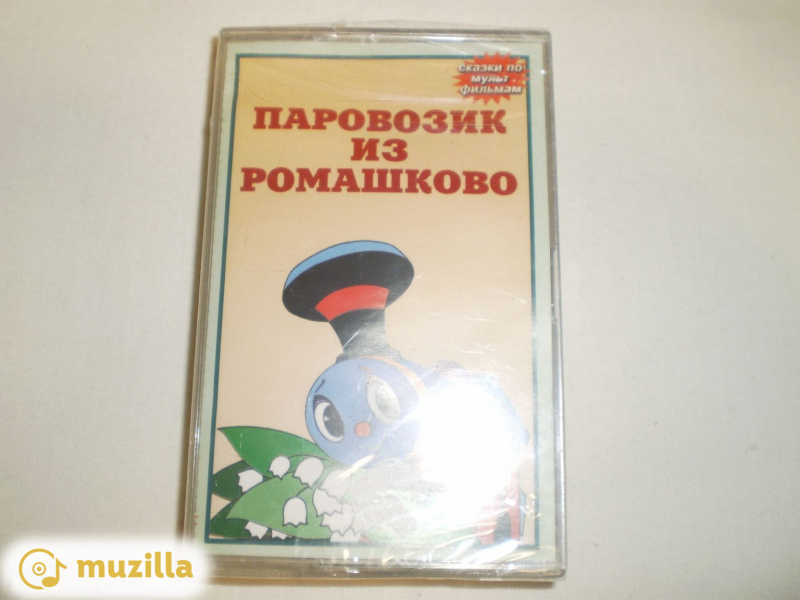 сказки по
мульт -
фильмам
ПАРОВОЗИК
ИЗ
РОМАШКОВО
muzilla